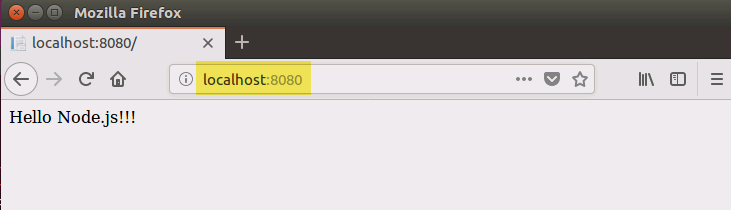 Mozilla Firefox
localhost:8080/
localhost:8080
Hello Node.js!!!